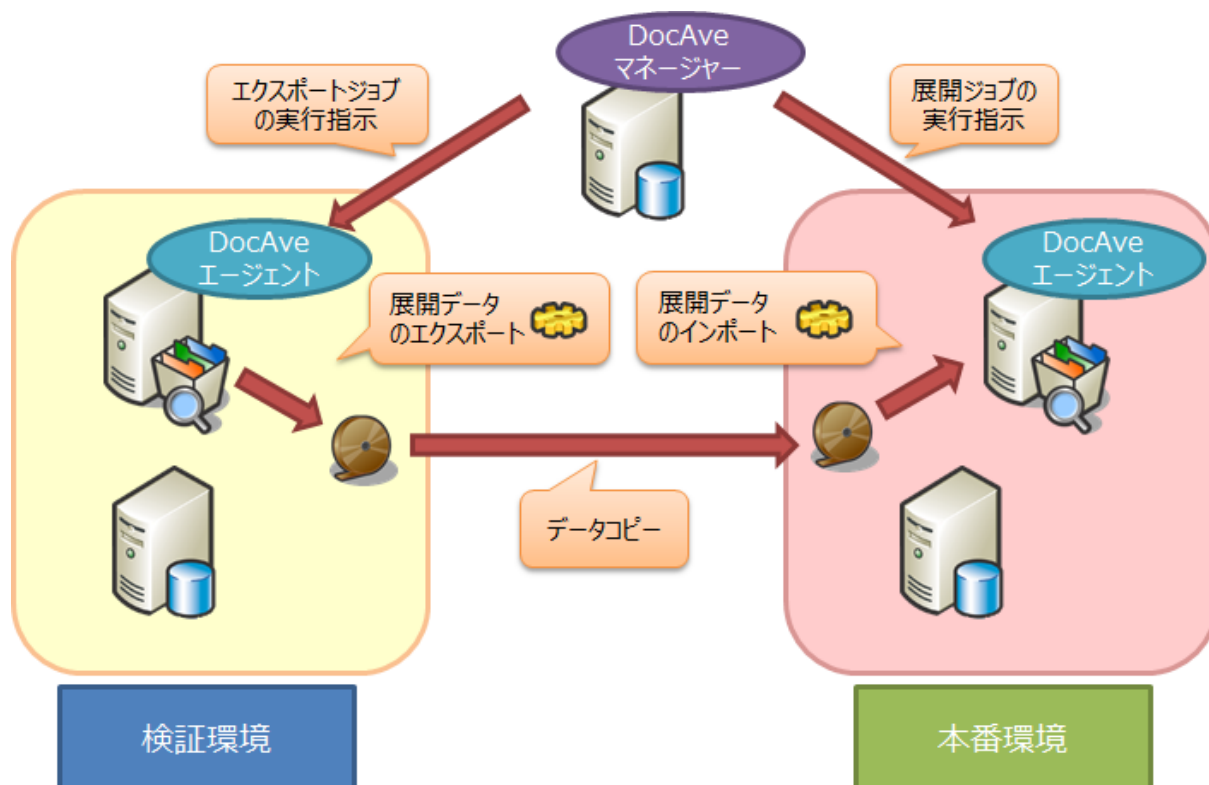 DocAve
マネージャー
エクスポートジョブ
の実行指示
展開ジョブの
実行指示
DocAve
エージェント
DocAve
エージェント
展開データ
のエクスポート
展開データ
のインポート
データコピー
検証環境
本番環境